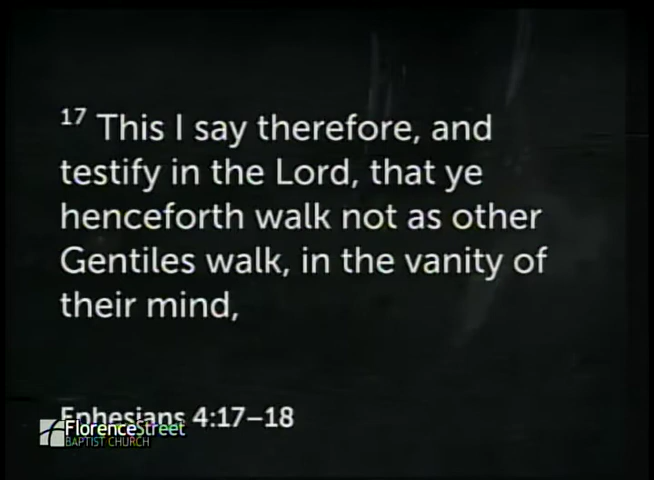 17 This I say therefore, and
testify in the Lord, that ye
henceforth walk not as other
Gentiles walk, in the vanity of
their mind,
Ephesians 4:17–18
FlorenceStreet
BAPTIST CHURCH